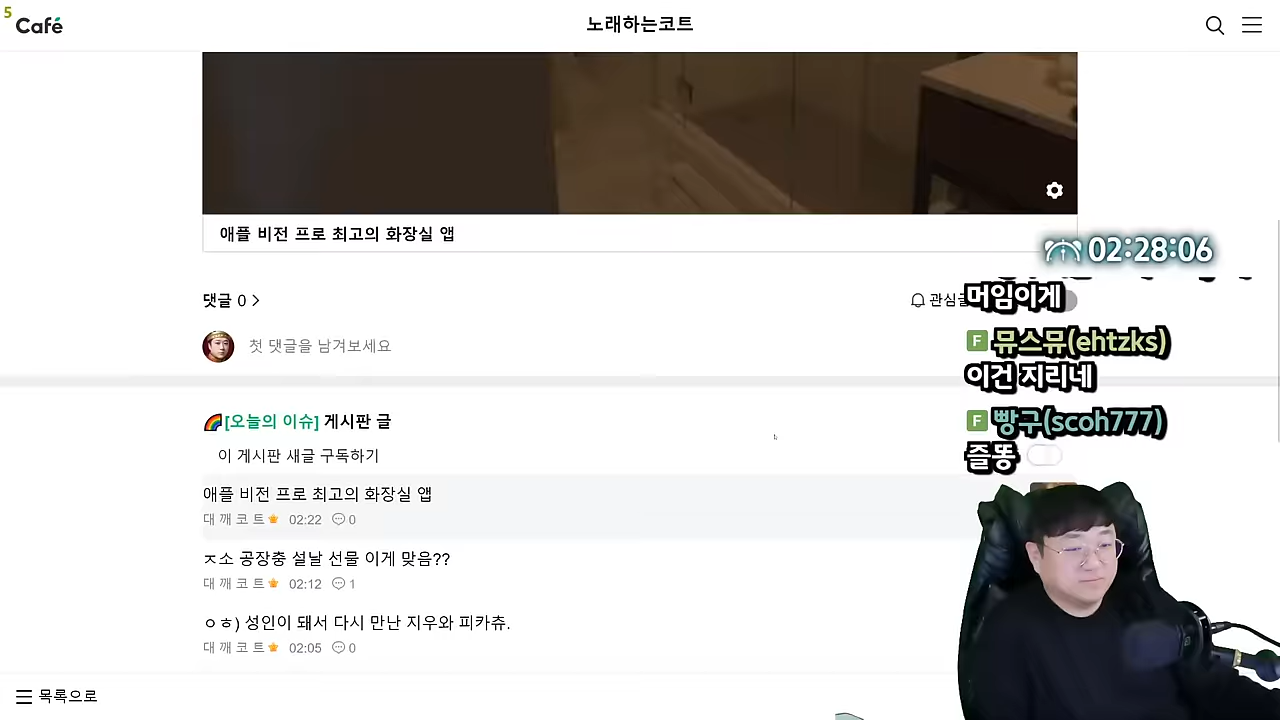 5
Café
노래하는코트
애플 비전 프로 최고의 화장실 앱
02:28:06
댓글 0
관심글
머임이게
첫 댓글을 남겨보세요
F 뮤스뮤(ehtzks)
이건 지리네
[오늘의 이슈] 게시판 글
F 빵구(scoh777)
이 게시판 새글 구독하기
즐똥
애플 비전 프로 최고의 화장실 앱
대 깨 코 트 02:22 0
ㅈ소 공장충 설날 선물 이게 맞음??
대 깨 코 트 02:12 1
ㅇㅎ) 성인이 돼서 다시 만난 지우와 피카츄.
대 깨 코 트 02:05 0
목록으로